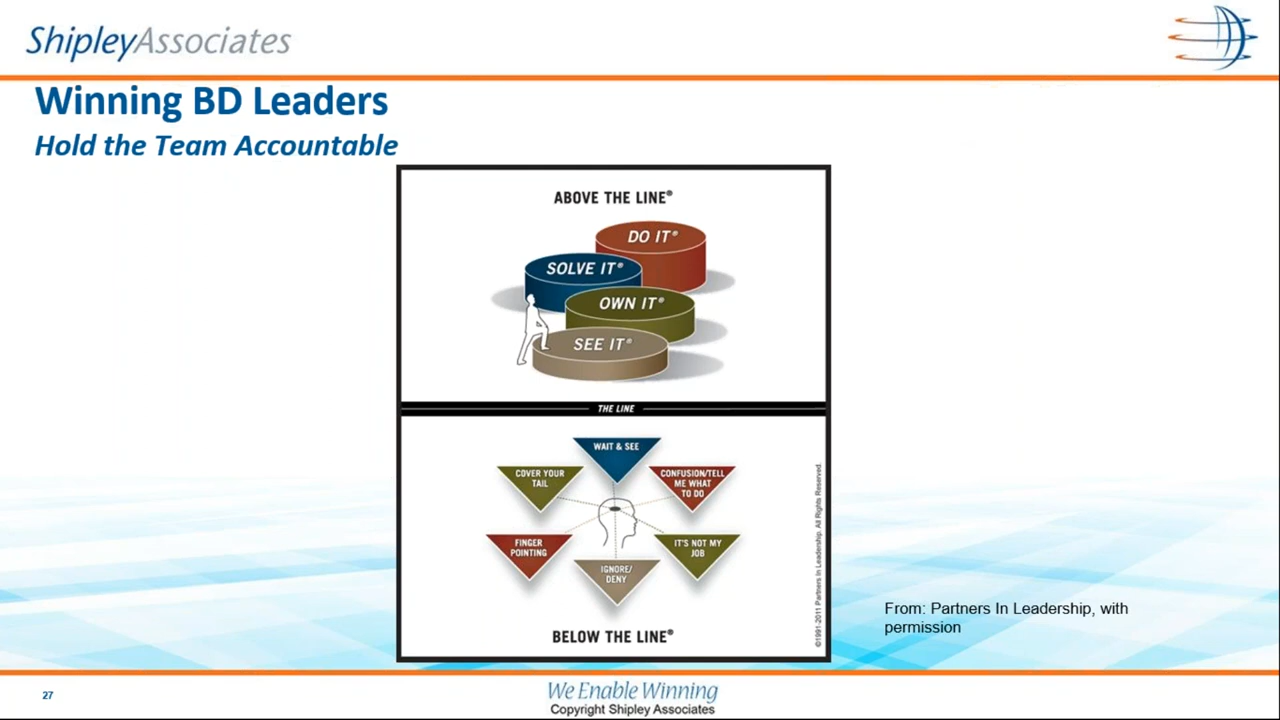 ShipleyAssociates
Winning BD Leaders
Hold the Team Accountable
ABOVE THE LINE®
DO IT®
SOLVE IT®
OWN IT®
SEE IT®
THE LINE
WAIT & SEE
COVER YOUR
TAIL
CONFUSION/TELL
ME WHAT
TO DO
FINGER
POINTING
IT'S NOT MY
JOB
IGNORE/
DENY
BELOW THE LINE®
©1991-2011 Partners In Leadership. All Rights Reserved.
From: Partners In Leadership, with
permission
27
We Enable Winning
Copyright Shipley Associates